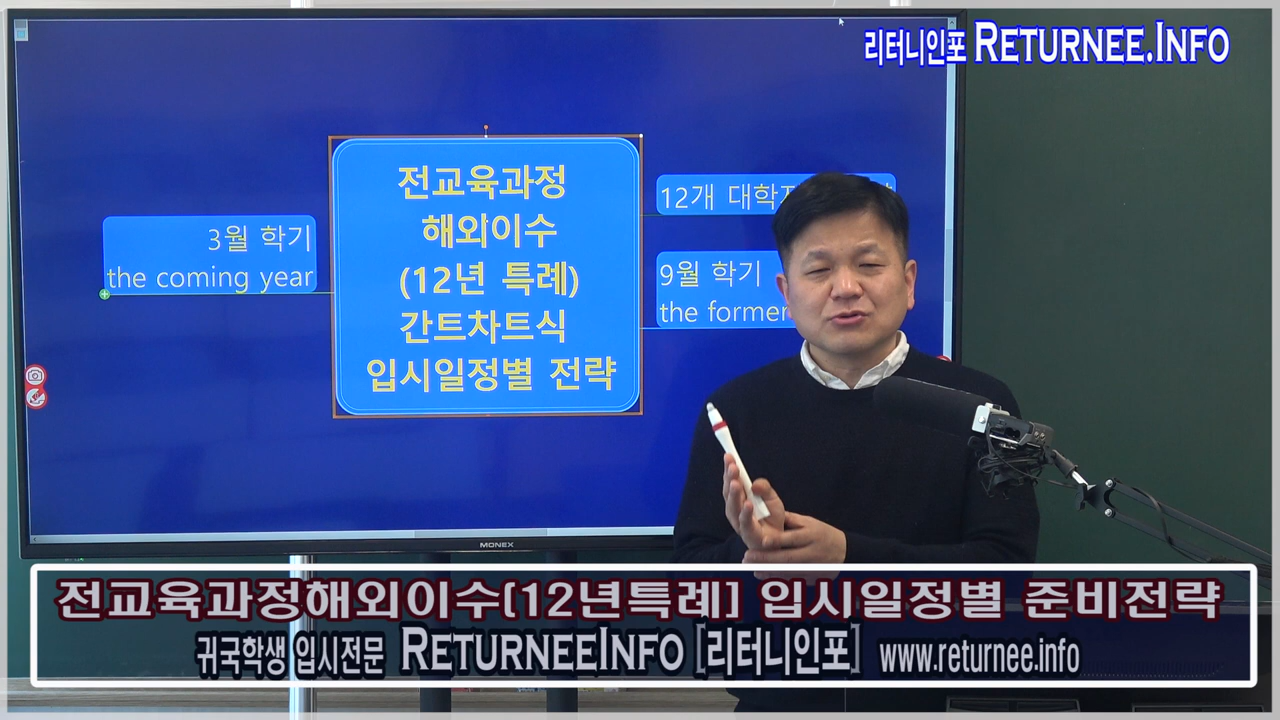 리터니인포 RETURNEE.INFO
전교육과정
해외이수
(12년 특례)
간트차트식
입시일정별 전략
3월 학기
the coming year
12개 대학
9월 학기
the former
MONEX
전교육과정해외이수(12년특례] 입시일정별 준비전략
귀국학생 입시전문 RETURNEEINFO [리터니인포] www.returnee.info